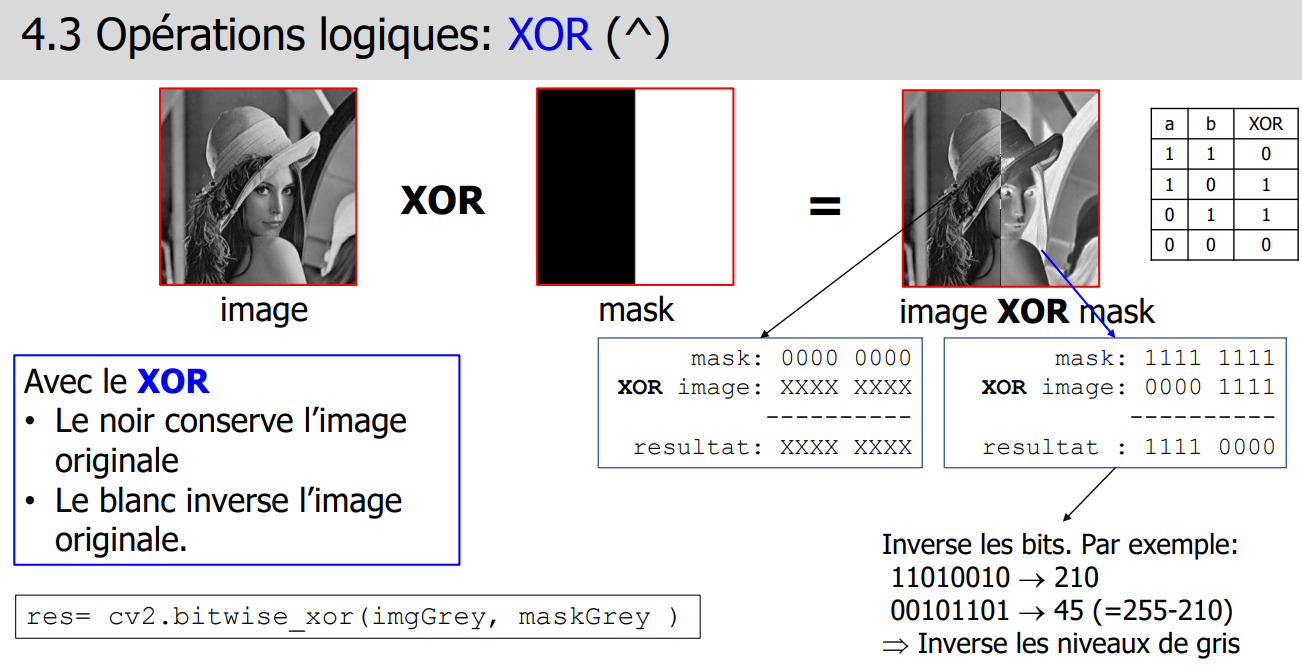 4.3 Opérations logiques: XOR (^)
XOR
=
image
mask
image XOR mask
a b XOR
1 1 0
1 0 1
0 1 1
0 0 0
mask: 0000 0000
XOR image: XXXX XXXX
----------
resultat: XXXX XXXX
mask: 1111 1111
XOR image: 0000 1111
----------
resultat : 1111 0000
Avec le XOR
• Le noir conserve l’image
originale
• Le blanc inverse l’image
originale.
Inverse les bits. Par exemple:
11010010 → 210
00101101 → 45 (=255-210)
⇒ Inverse les niveaux de gris
res= cv2.bitwise_xor(imgGrey, maskGrey )